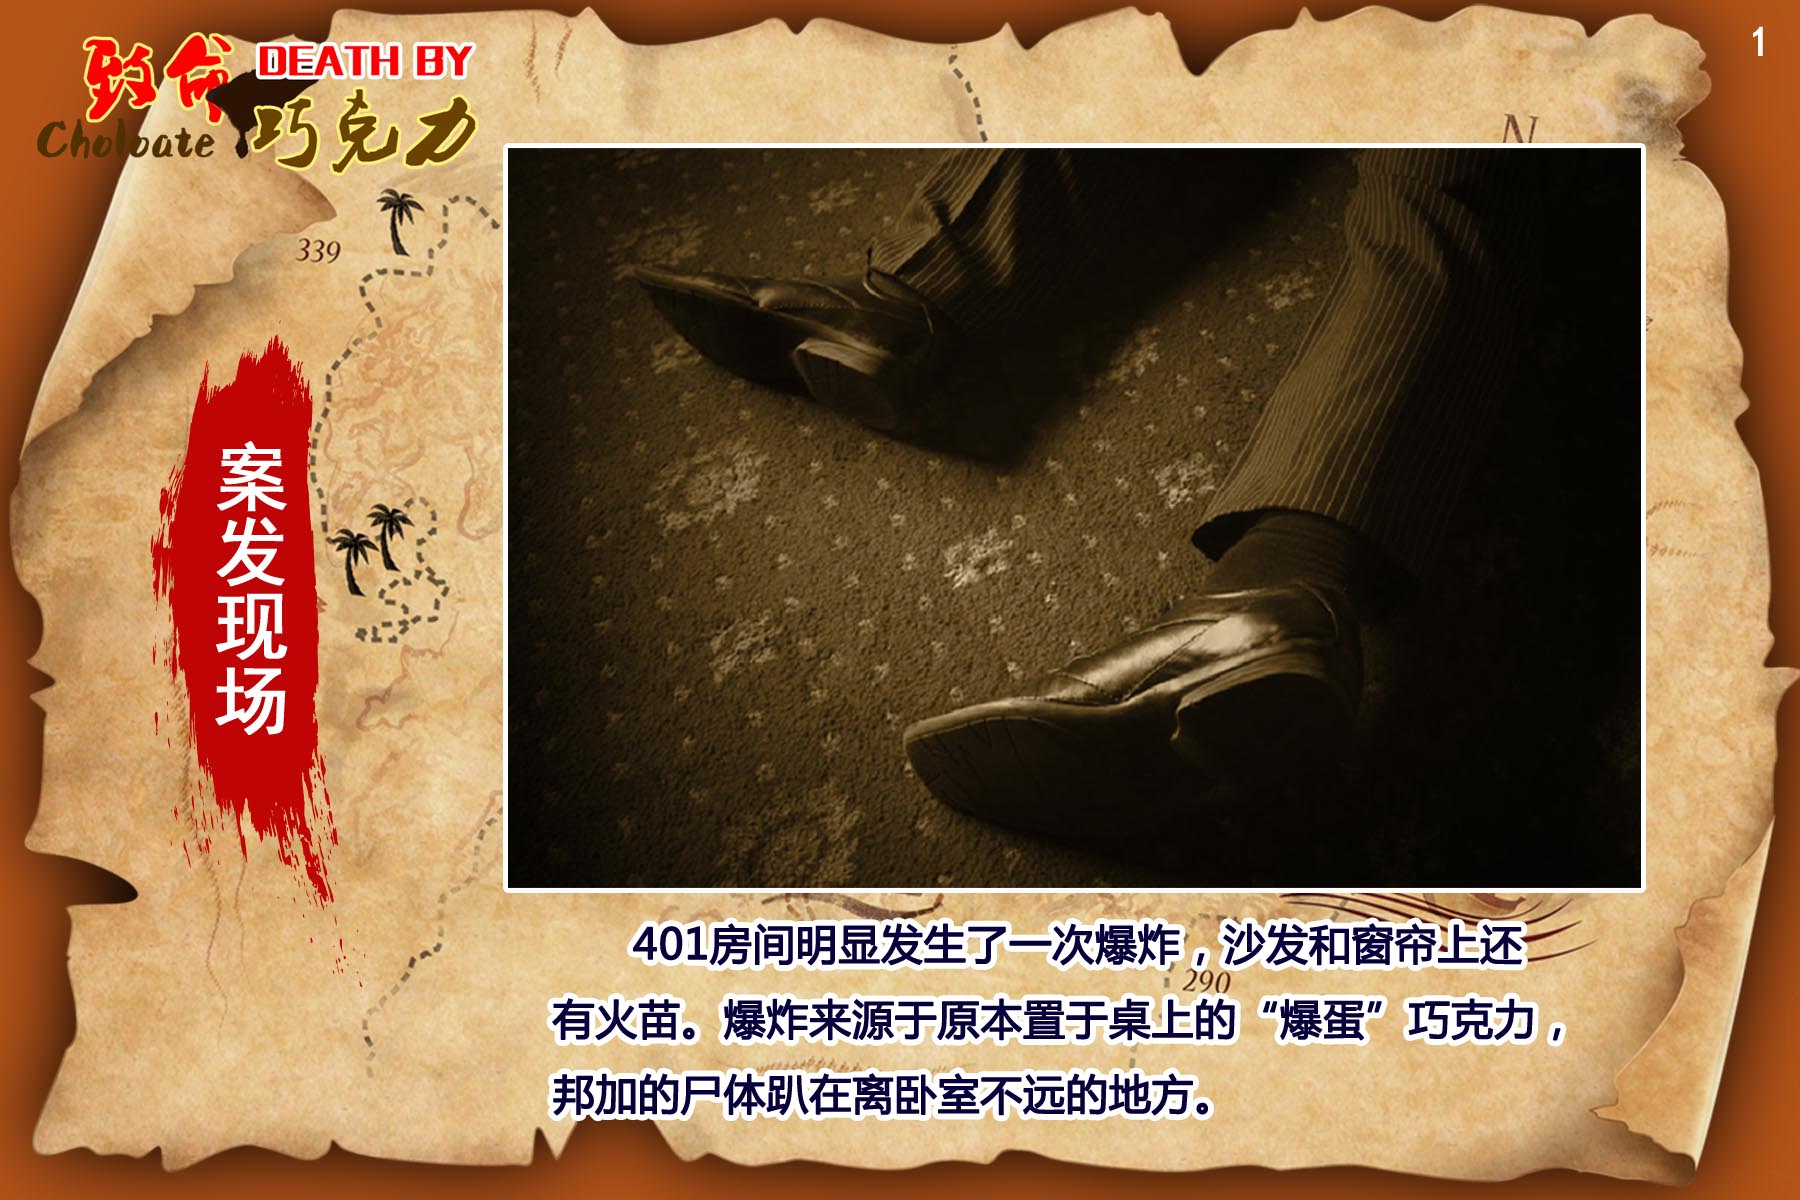 1
致命 DEATH BY
Choloate 巧克力
N
339
案发现场
401房间明显发生了一次爆炸，沙发和窗帘上还
290
有火苗。爆炸来源于原本置于桌上的“爆蛋”巧克力，
邦加的尸体趴在离卧室不远的地方。